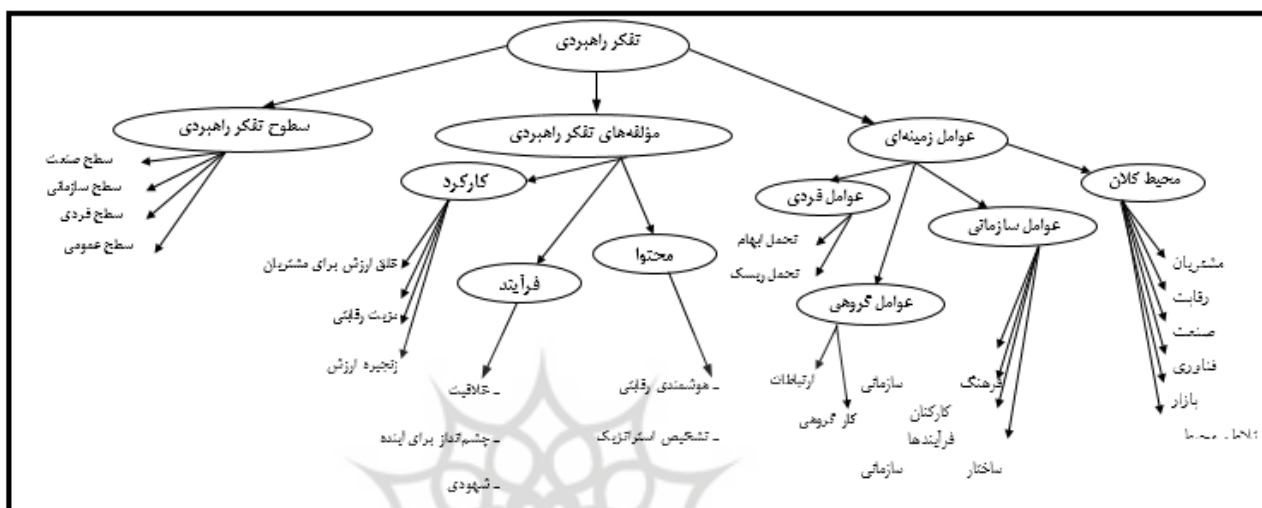 تفکر راهبردی
سطوح تفکر راهبردی
مؤلفه‌های تفکر راهبردی
عوامل زمینه‌ای
سطح صنعت
سطح سازمانی
سطح فردی
سطح عمومی
کارکرد
خلق ارزش برای مشتریان
مزیت رقابتی
زنجیره ارزش
فرآیند
ـ خلاقیت
ـ چشم‌انداز برای آینده
ـ شهودی
محتوا
ـ هوشمندی رقابتی
ـ تشخیص استراتژیک
عوامل فردی
تحمل ابهام
تحمل ریسک
عوامل گروهی
ارتباطات
کار گروهی
عوامل سازمانی
فرهنگ سازمانی
کارکنان
فرآیندها
ساختار سازمانی
محیط کلان
مشتریان
رقابت
صنعت
فناوری
بازار